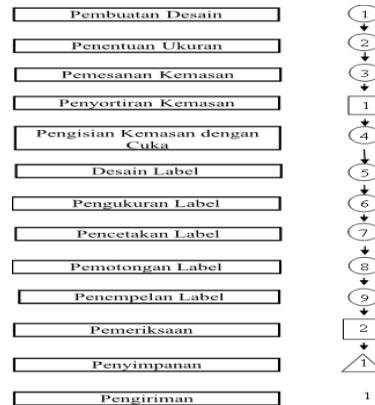 Pembuatan Desain 1
Penentuan Ukuran 2
Pemesanan Kemasan 3
Penyortiran Kemasan 1
Pengisian Kemasan dengan 4
Cuka
Desain Label 5
Pengukuran Label 6
Pencetakan Label 7
Pemotongan Label 8
Penempelan Label 9
Pemeriksaan 2
Penyimpanan 1
Pengiriman 1